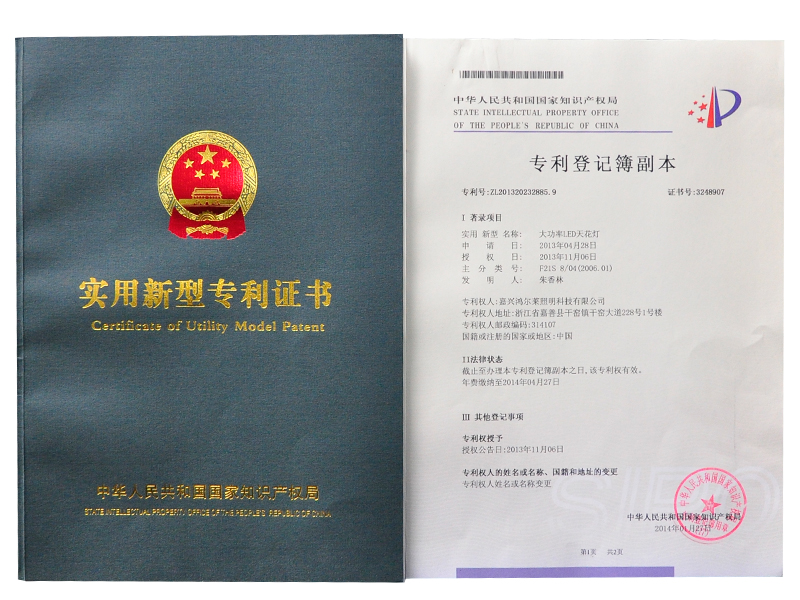 实用新型专利证书
Certificate of Utility Model Patent
中华人民共和国国家知识产权局
STATE INTELLECTUAL PROPERTY OFFICE OF THE PEOPLE'S REPUBLIC OF CHINA
中华人民共和国国家知识产权局
STATE INTELLECTUAL PROPERTY OFFICE
OF THE PEOPLE'S REPUBLIC OF CHINA
专利登记簿副本
专利号:ZL201320232885.9 证书号:3248907
I 著录项目
实用 新型 名称: 大功率LED天花灯
申 请 日: 2013年04月28日
授 权 日: 2013年11月06日
主 分 类 号: F21S 8/04(2006.01)
发 明 人: 朱香林
专利权人:嘉兴鸿尔莱照明科技有限公司
专利权人地址:浙江省嘉善县干窑镇干窑大道228号1号楼
专利权人邮政编码:314107
国籍或注册的国家或地区:中国
II法律状态
截止至办理本专利登记簿副本之日,该专利权有效。
年费缴纳至2014年04月27日
III 其他登记事项
专利权授予
授权公告日:2013年11月06日
专利权人的姓名或名称、国籍和地址的变更
专利权人姓名或名称变更
中华人民共和国国家知识产权局
2014年01月27日
第1页 共2页